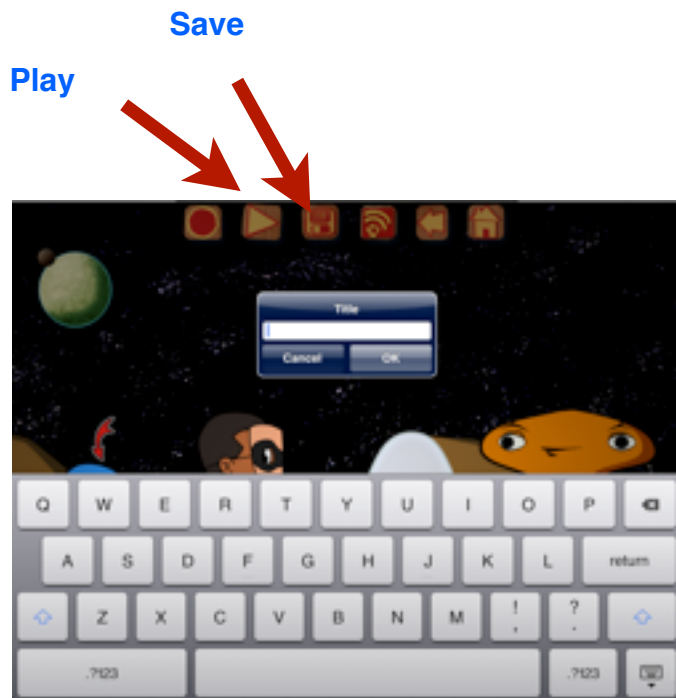 Save
Play
Title
Cancel OK
Q W E R T Y U I O P
A S D F G H J K L return
Z X C V B N M ! , ? .
.?123 .?123